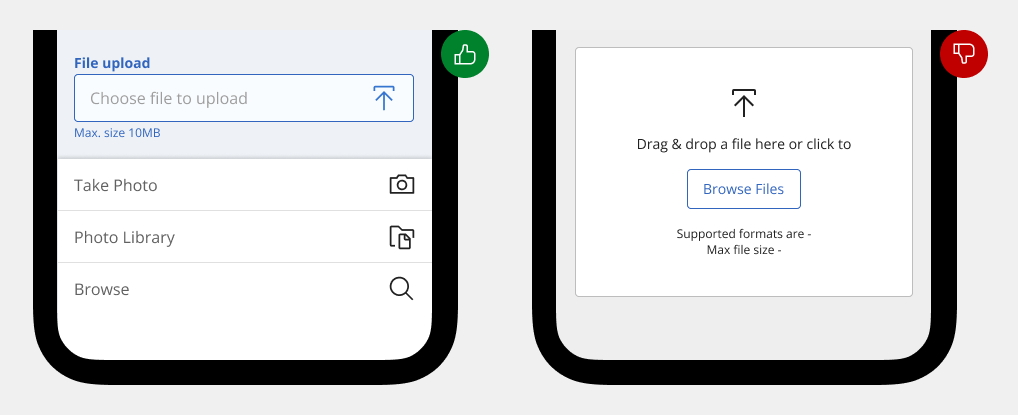 File upload
Choose file to upload
Max. size 10MB
Take Photo
Photo Library
Browse
Drag & drop a file here or click to
Browse Files
Supported formats are -
Max file size -